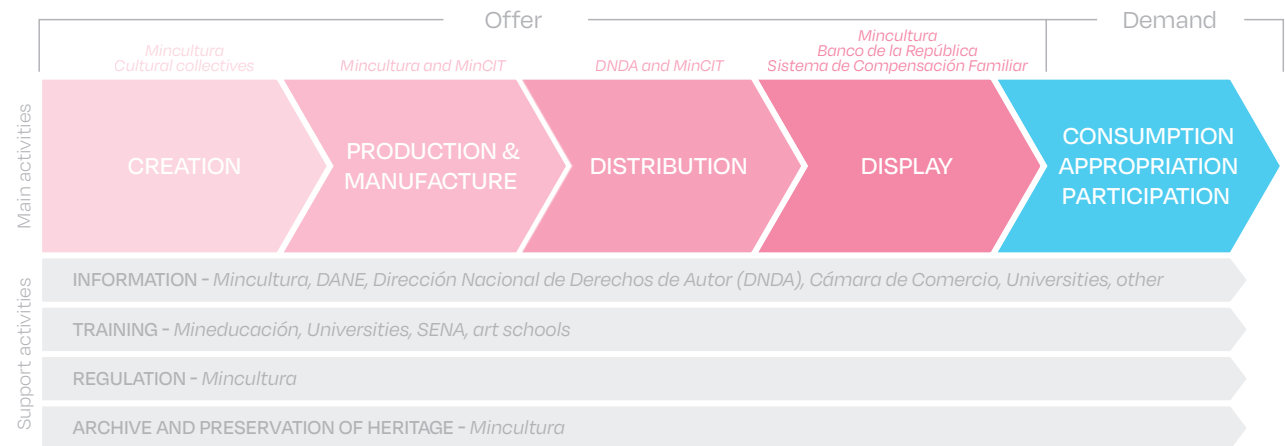 Offer
Demand
Mincultura
Cultural collectives
Mincultura and MinCIT
DNDA and MinCIT
Mincultura
Banco de la República
Sistema de Compensación Familiar
Main activities
CREATION
PRODUCTION &
MANUFACTURE
DISTRIBUTION
DISPLAY
CONSUMPTION
APPROPRIATION
PARTICIPATION
Support activities
INFORMATION - Mincultura, DANE, Dirección Nacional de Derechos de Autor (DNDA), Cámara de Comercio, Universities, other
TRAINING - Mineducación, Universities, SENA, art schools
REGULATION - Mincultura
ARCHIVE AND PRESERVATION OF HERITAGE - Mincultura